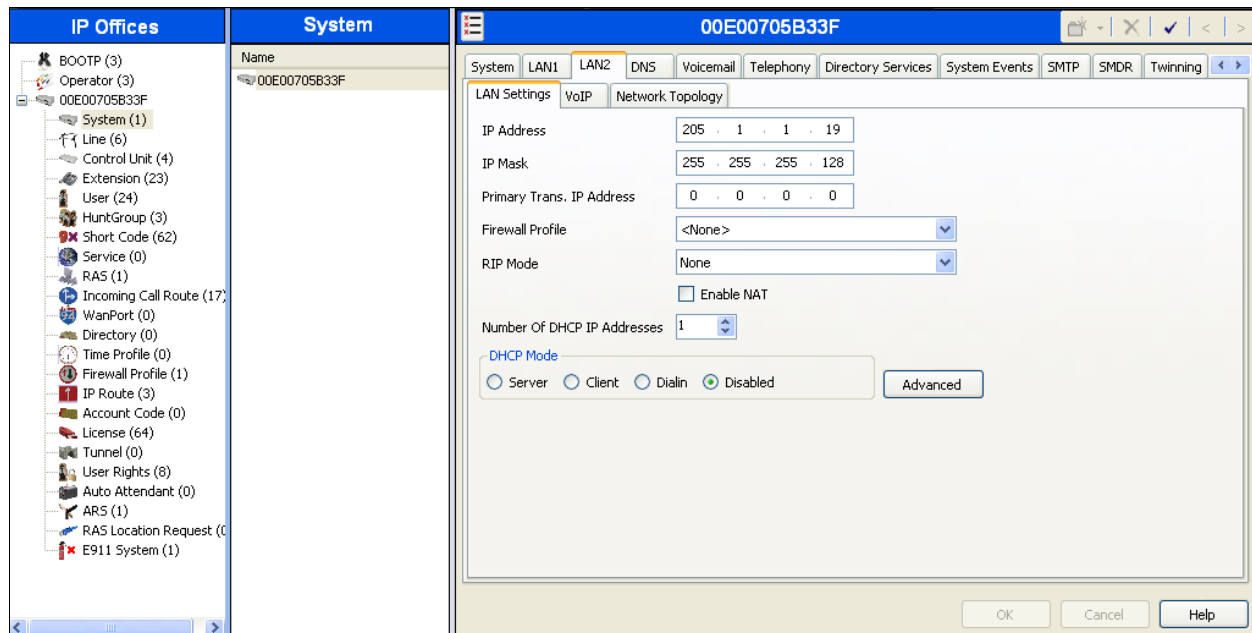 IP Offices
BOOTP (3)
Operator (3)
00E00705B33F
System (1)
Line (6)
Control Unit (4)
Extension (23)
User (24)
HuntGroup (3)
Short Code (62)
Service (0)
RAS (1)
Incoming Call Route (17)
WanPort (0)
Directory (0)
Time Profile (0)
Firewall Profile (1)
IP Route (3)
Account Code (0)
License (64)
Tunnel (0)
User Rights (8)
Auto Attendant (0)
ARS (1)
RAS Location Request (0
E911 System (1)
System
Name
00E00705B33F
00E00705B33F
System LAN1 LAN2 DNS Voicemail Telephony Directory Services System Events SMTP SMDR Twinning
LAN Settings VoIP Network Topology
IP Address 205 . 1 . 1 . 19
IP Mask 255 . 255 . 255 . 128
Primary Trans. IP Address 0 . 0 . 0 . 0
Firewall Profile <None>
RIP Mode None
Enable NAT
Number Of DHCP IP Addresses 1
DHCP Mode
Server Client Dialin Disabled Advanced
OK Cancel Help